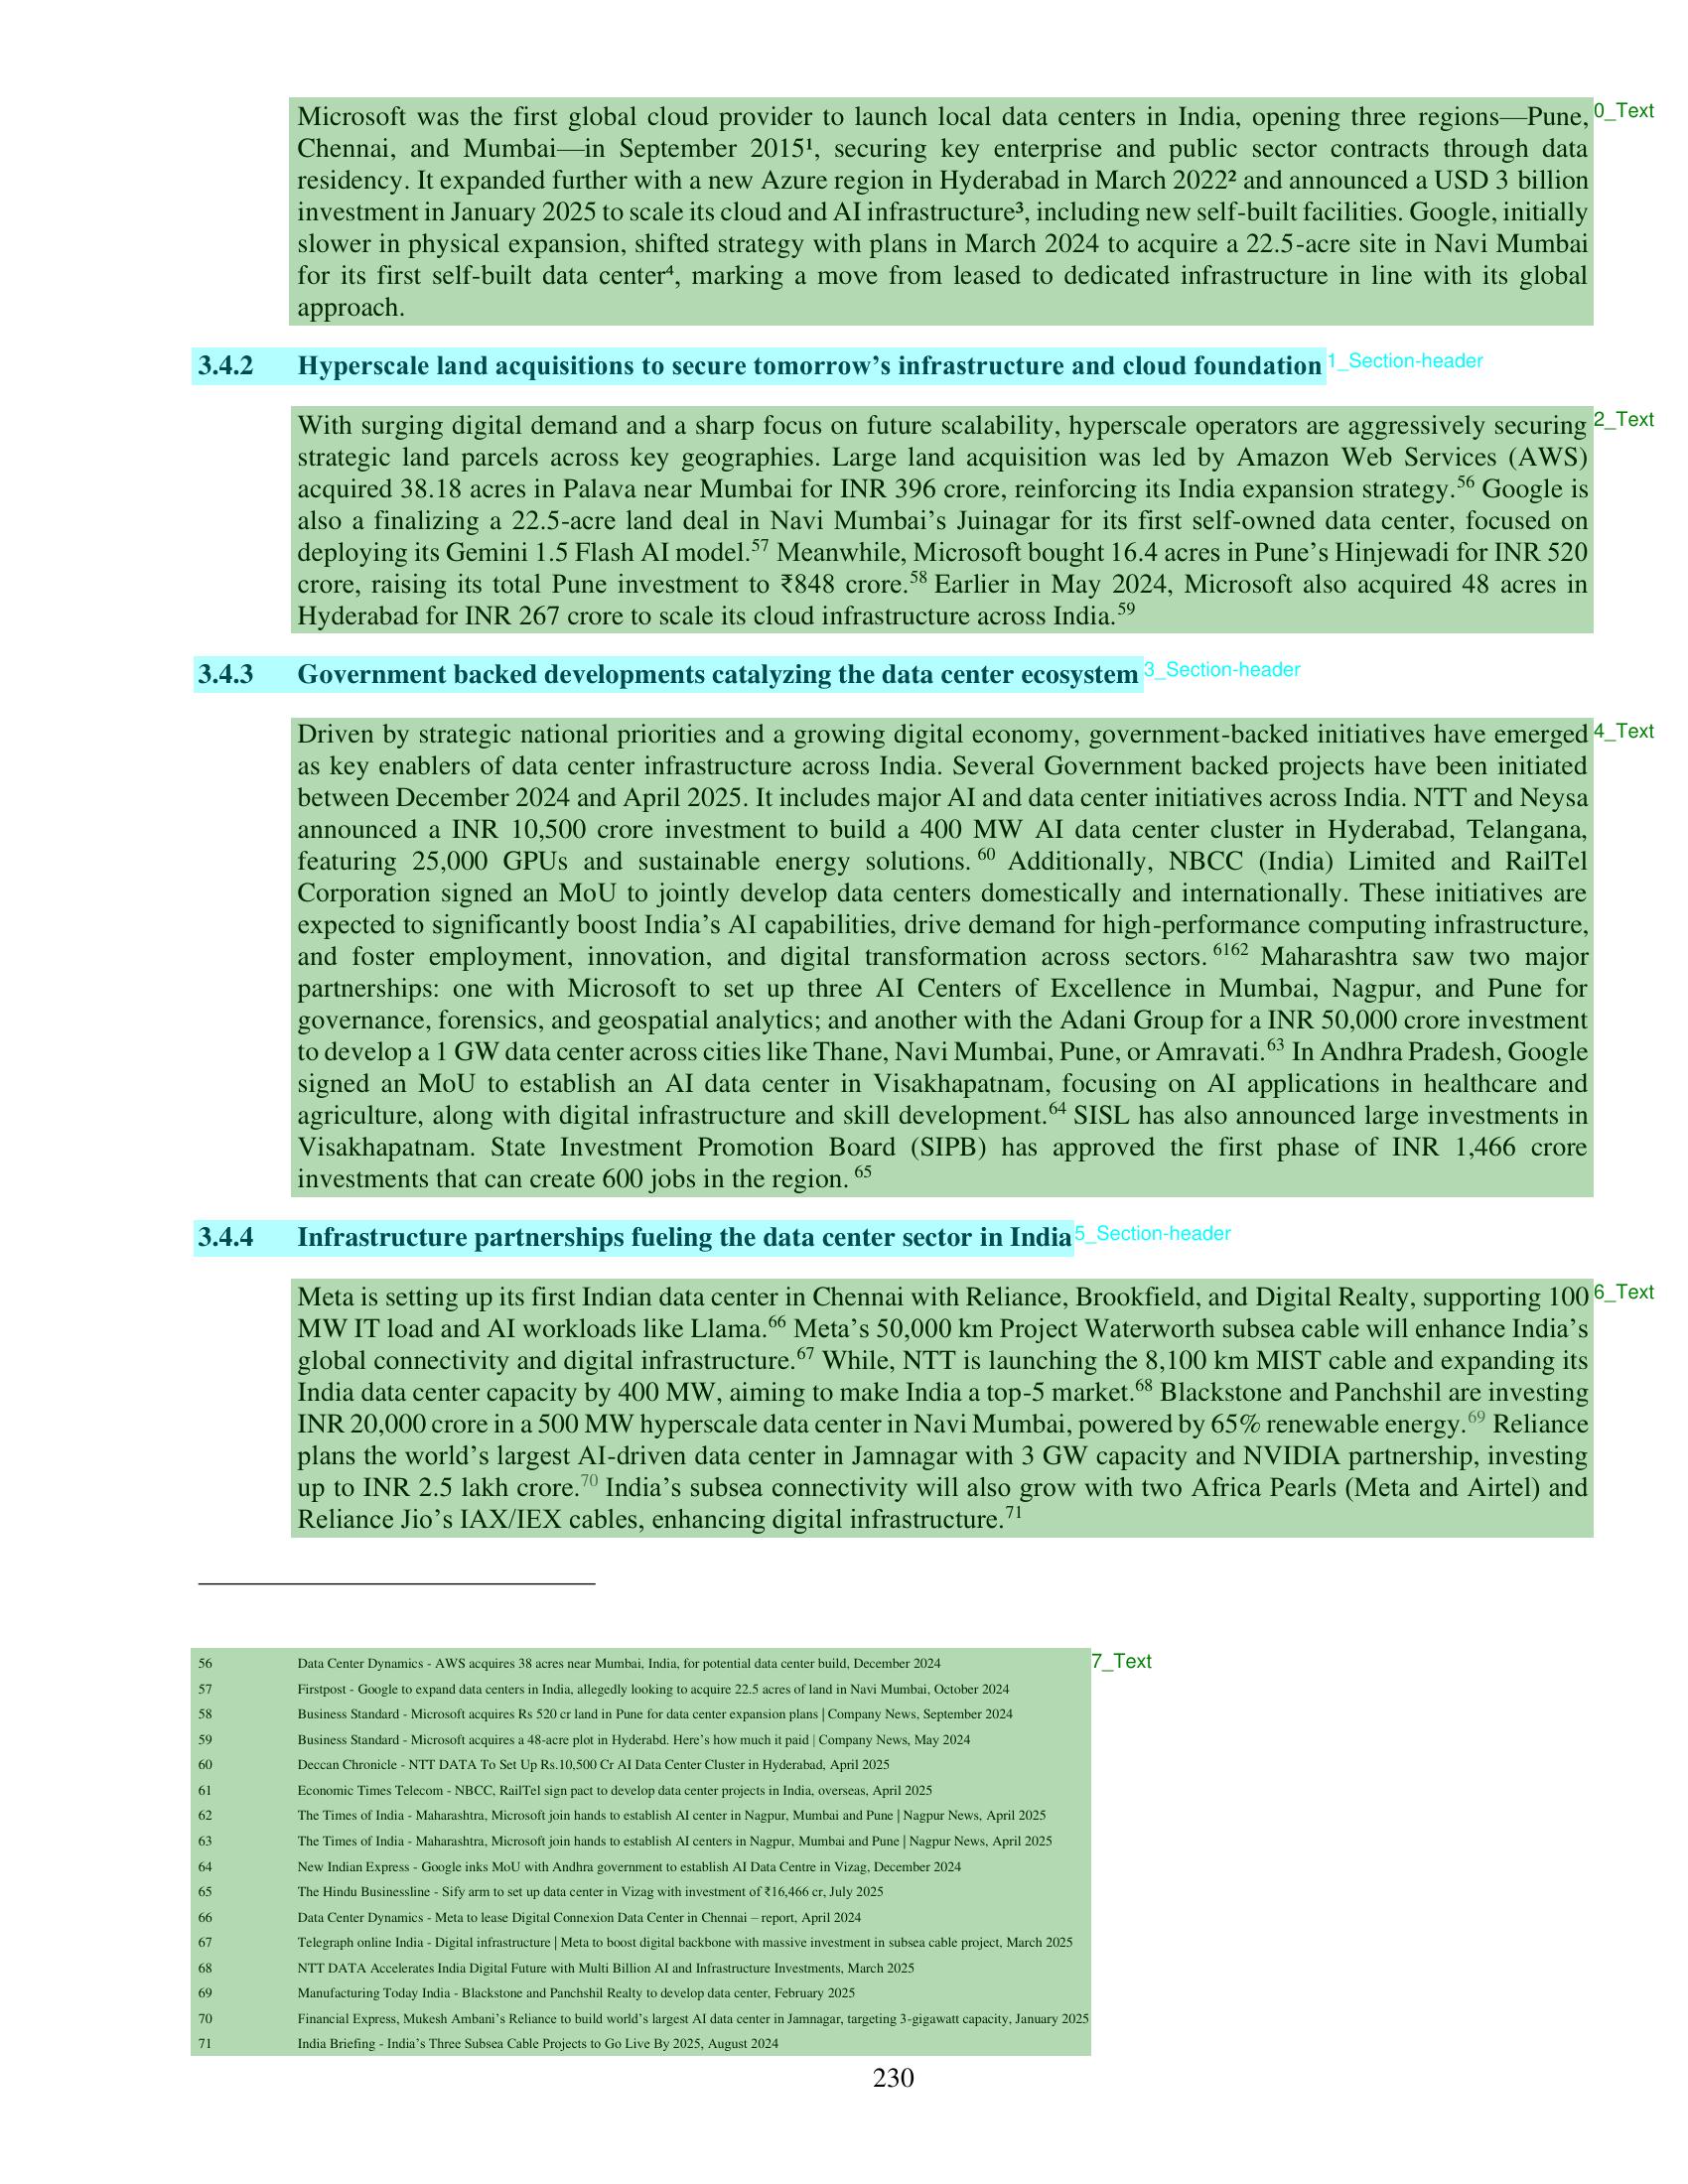 Microsoft was the first global cloud provider to launch local data centers in India, opening three regions—Pune, 0_Text
Chennai, and Mumbai—in September 2015¹, securing key enterprise and public sector contracts through data
residency. It expanded further with a new Azure region in Hyderabad in March 2022² and announced a USD 3 billion
investment in January 2025 to scale its cloud and AI infrastructure³, including new self-built facilities. Google, initially
slower in physical expansion, shifted strategy with plans in March 2024 to acquire a 22.5-acre site in Navi Mumbai
for its first self-built data center⁴, marking a move from leased to dedicated infrastructure in line with its global
approach.
3.4.2 Hyperscale land acquisitions to secure tomorrow’s infrastructure and cloud foundation 1_Section-header
With surging digital demand and a sharp focus on future scalability, hyperscale operators are aggressively securing 2_Text
strategic land parcels across key geographies. Large land acquisition was led by Amazon Web Services (AWS)
acquired 38.18 acres in Palava near Mumbai for INR 396 crore, reinforcing its India expansion strategy.56 Google is
also a finalizing a 22.5-acre land deal in Navi Mumbai’s Juinagar for its first self-owned data center, focused on
deploying its Gemini 1.5 Flash AI model.57 Meanwhile, Microsoft bought 16.4 acres in Pune’s Hinjewadi for INR 520
crore, raising its total Pune investment to ₹848 crore.58 Earlier in May 2024, Microsoft also acquired 48 acres in
Hyderabad for INR 267 crore to scale its cloud infrastructure across India.59
3.4.3 Government backed developments catalyzing the data center ecosystem 3_Section-header
Driven by strategic national priorities and a growing digital economy, government-backed initiatives have emerged 4_Text
as key enablers of data center infrastructure across India. Several Government backed projects have been initiated
between December 2024 and April 2025. It includes major AI and data center initiatives across India. NTT and Neysa
announced a INR 10,500 crore investment to build a 400 MW AI data center cluster in Hyderabad, Telangana,
featuring 25,000 GPUs and sustainable energy solutions. 60 Additionally, NBCC (India) Limited and RailTel
Corporation signed an MoU to jointly develop data centers domestically and internationally. These initiatives are
expected to significantly boost India’s AI capabilities, drive demand for high-performance computing infrastructure,
and foster employment, innovation, and digital transformation across sectors. 6162 Maharashtra saw two major
partnerships: one with Microsoft to set up three AI Centers of Excellence in Mumbai, Nagpur, and Pune for
governance, forensics, and geospatial analytics; and another with the Adani Group for a INR 50,000 crore investment
to develop a 1 GW data center across cities like Thane, Navi Mumbai, Pune, or Amravati.63 In Andhra Pradesh, Google
signed an MoU to establish an AI data center in Visakhapatnam, focusing on AI applications in healthcare and
agriculture, along with digital infrastructure and skill development.64 SISL has also announced large investments in
Visakhapatnam. State Investment Promotion Board (SIPB) has approved the first phase of INR 1,466 crore
investments that can create 600 jobs in the region. 65
3.4.4 Infrastructure partnerships fueling the data center sector in India 5_Section-header
Meta is setting up its first Indian data center in Chennai with Reliance, Brookfield, and Digital Realty, supporting 100 6_Text
MW IT load and AI workloads like Llama.66 Meta’s 50,000 km Project Waterworth subsea cable will enhance India’s
global connectivity and digital infrastructure.67 While, NTT is launching the 8,100 km MIST cable and expanding its
India data center capacity by 400 MW, aiming to make India a top-5 market.68 Blackstone and Panchshil are investing
INR 20,000 crore in a 500 MW hyperscale data center in Navi Mumbai, powered by 65% renewable energy.69 Reliance
plans the world’s largest AI-driven data center in Jamnagar with 3 GW capacity and NVIDIA partnership, investing
up to INR 2.5 lakh crore.70 India’s subsea connectivity will also grow with two Africa Pearls (Meta and Airtel) and
Reliance Jio’s IAX/IEX cables, enhancing digital infrastructure.71
56 Data Center Dynamics - AWS acquires 38 acres near Mumbai, India, for potential data center build, December 2024 7_Text
57 Firstpost - Google to expand data centers in India, allegedly looking to acquire 22.5 acres of land in Navi Mumbai, October 2024
58 Business Standard - Microsoft acquires Rs 520 cr land in Pune for data center expansion plans | Company News, September 2024
59 Business Standard - Microsoft acquires a 48-acre plot in Hyderabd. Here’s how much it paid | Company News, May 2024
60 Deccan Chronicle - NTT DATA To Set Up Rs.10,500 Cr AI Data Center Cluster in Hyderabad, April 2025
61 Economic Times Telecom - NBCC, RailTel sign pact to develop data center projects in India, overseas, April 2025
62 The Times of India - Maharashtra, Microsoft join hands to establish AI center in Nagpur, Mumbai and Pune | Nagpur News, April 2025
63 The Times of India - Maharashtra, Microsoft join hands to establish AI centers in Nagpur, Mumbai and Pune | Nagpur News, April 2025
64 New Indian Express - Google inks MoU with Andhra government to establish AI Data Centre in Vizag, December 2024
65 The Hindu Businessline - Sify arm to set up data center in Vizag with investment of ₹16,466 cr, July 2025
66 Data Center Dynamics - Meta to lease Digital Connexion Data Center in Chennai – report, April 2024
67 Telegraph online India - Digital infrastructure | Meta to boost digital backbone with massive investment in subsea cable project, March 2025
68 NTT DATA Accelerates India Digital Future with Multi Billion AI and Infrastructure Investments, March 2025
69 Manufacturing Today India - Blackstone and Panchshil Realty to develop data center, February 2025
70 Financial Express, Mukesh Ambani’s Reliance to build world’s largest AI data center in Jamnagar, targeting 3-gigawatt capacity, January 2025
71 India Briefing - India’s Three Subsea Cable Projects to Go Live By 2025, August 2024
230